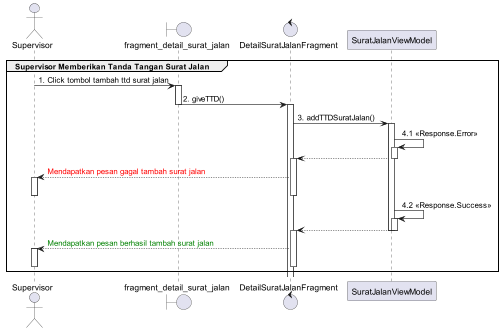 Supervisor
fragment_detail_surat_jalan
DetailSuratJalanFragment
SuratJalanViewModel
Supervisor Memberikan Tanda Tangan Surat Jalan
1. Click tombol tambah ttd surat jalan
2. giveTTD()
3. addTTDSuratJalan()
4.1 «Response.Error»
Mendapatkan pesan gagal tambah surat jalan
4.2 «Response.Success»
Mendapatkan pesan berhasil tambah surat jalan
Supervisor
fragment_detail_surat_jalan
DetailSuratJalanFragment
SuratJalanViewModel